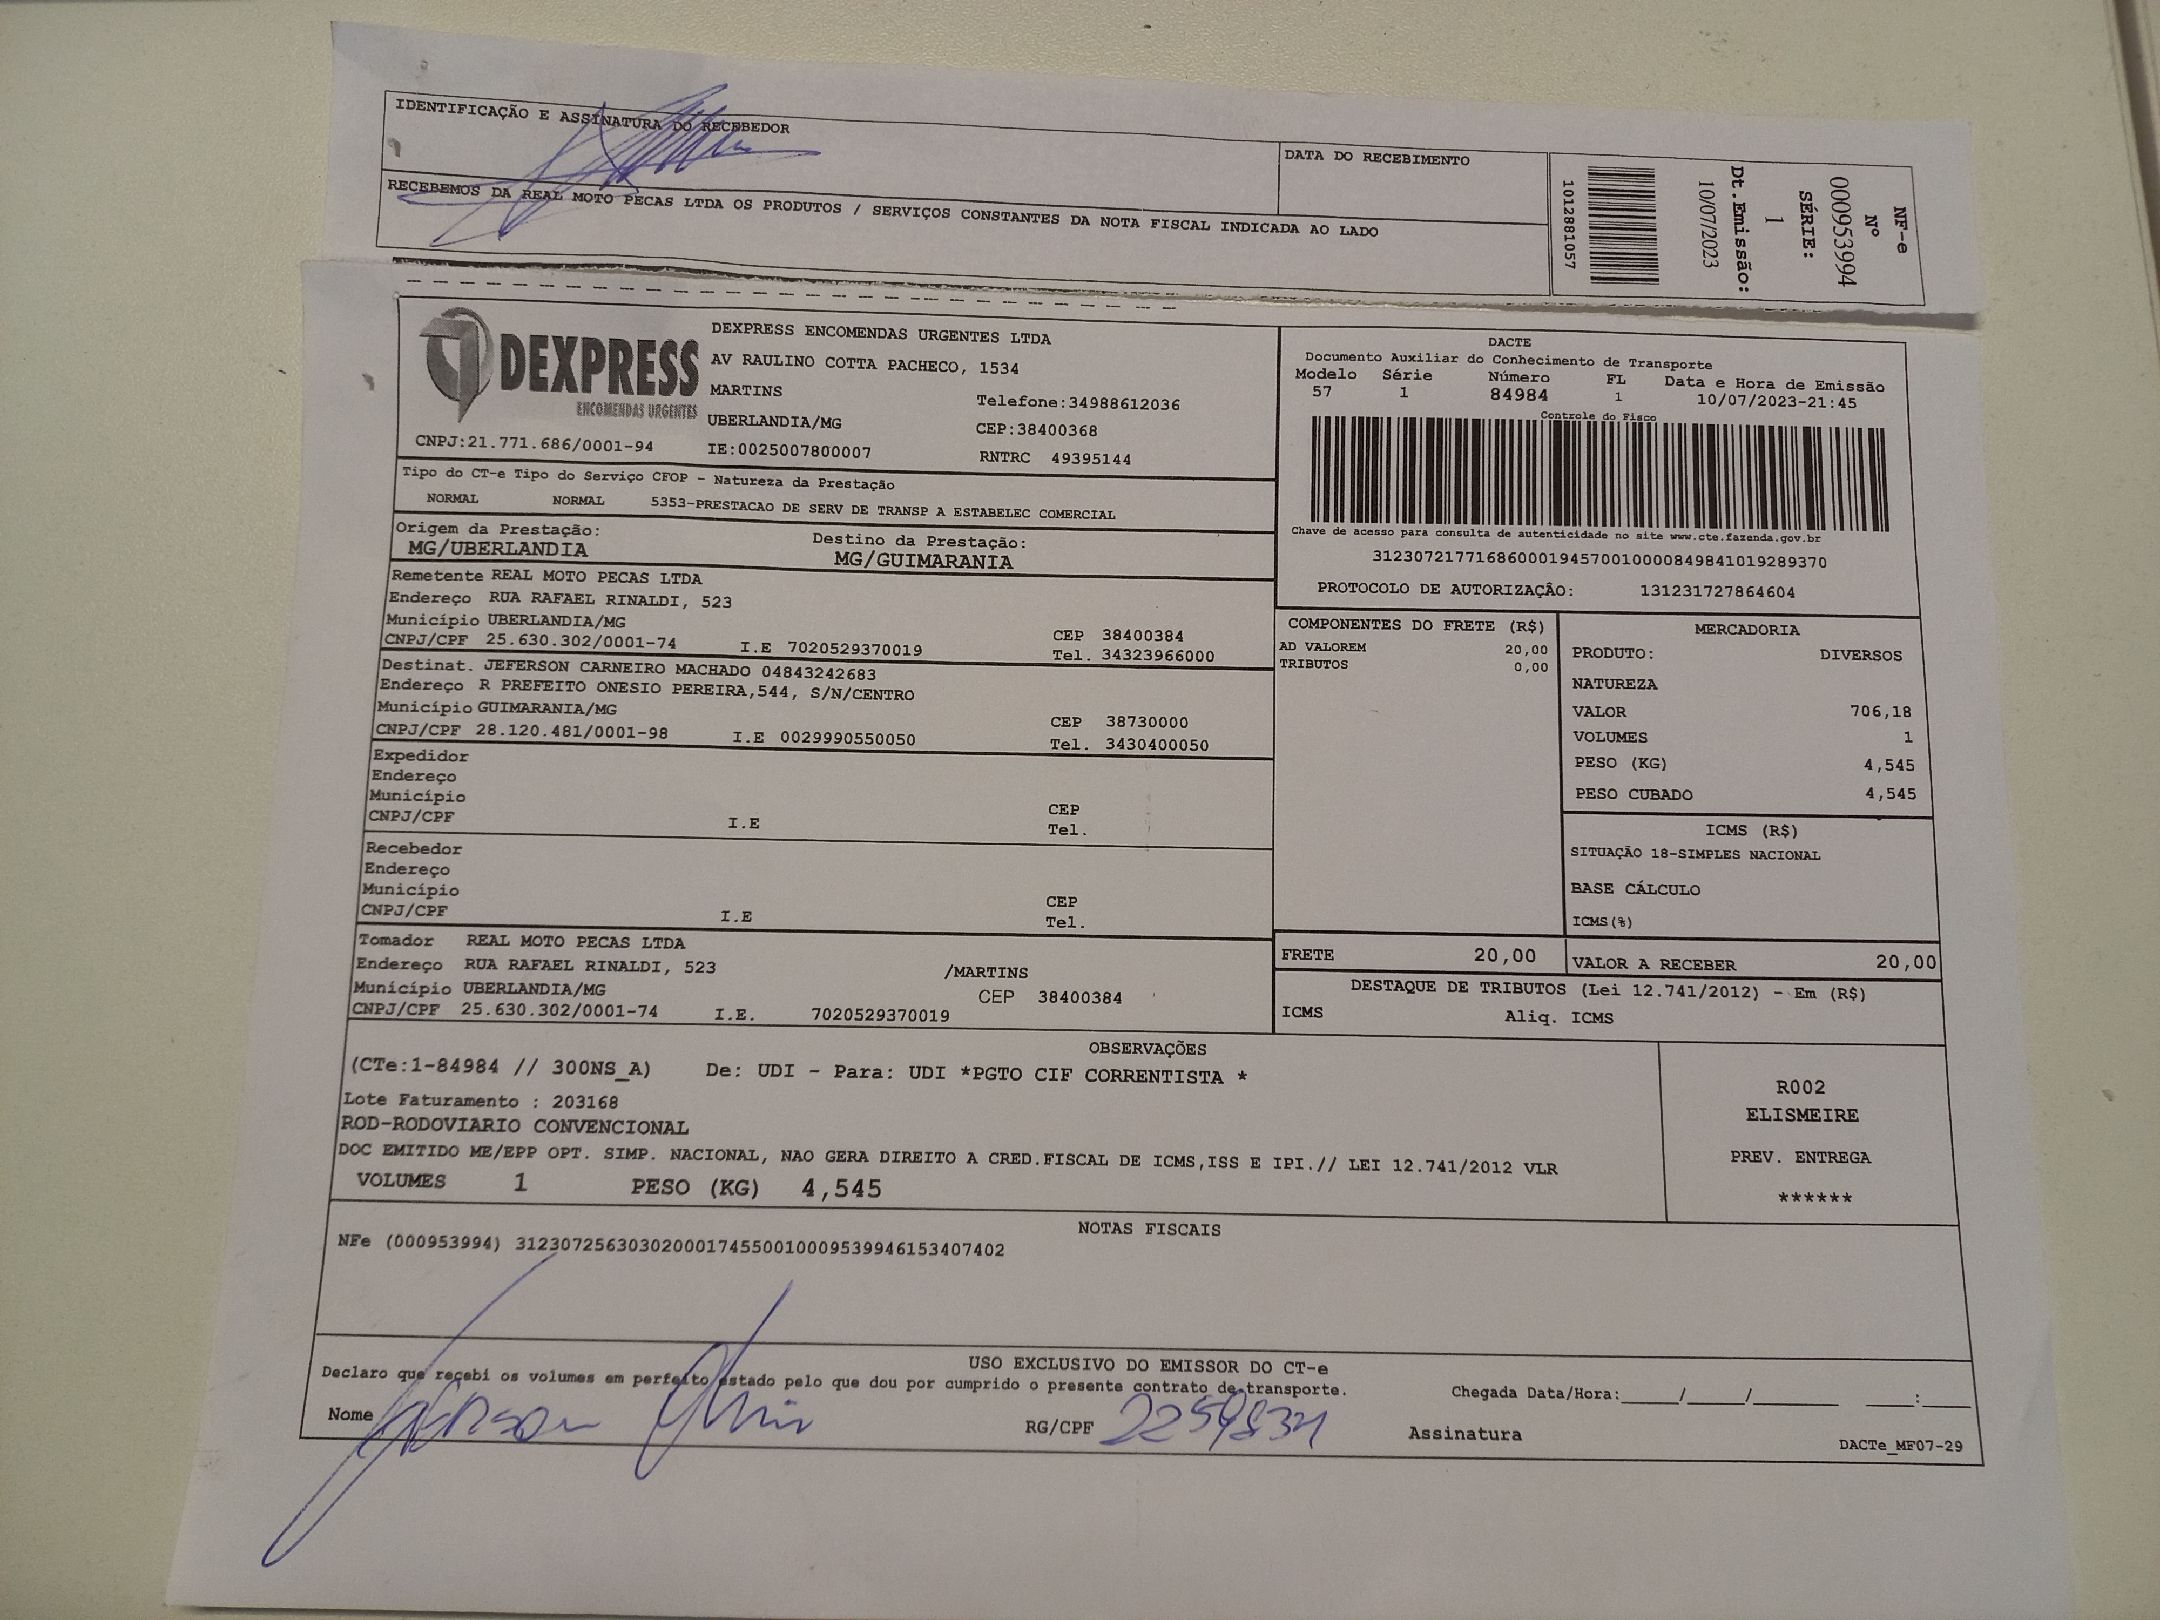 IDENTIFICAÇÃO E ASSINATURA DO RECEBEDOR
DATA DO RECEBIMENTO
RECEBEMOS DA REAL MOTO PECAS LTDA OS PRODUTOS / SERVIÇOS CONSTANTES DA NOTA FISCAL INDICADA AO LADO
1012881057
NF-e
Nº
000953994
SÉRIE:
1
Dt.Emissão:
10/07/2023
DEXPRESS
ENCOMENDAS URGENTES
CNPJ:21.771.686/0001-94
DEXPRESS ENCOMENDAS URGENTES LTDA
AV RAULINO COTTA PACHECO, 1534
MARTINS
Telefone:34988612036
UBERLANDIA/MG
CEP:38400368
IE:0025007800007
RNTRC 49395144
DACTE
Documento Auxiliar do Conhecimento de Transporte
Modelo Série Número FL Data e Hora de Emissão
57 1 84984 1 10/07/2023-21:45
Controle do Fisco
Chave de acesso para consulta de autenticidade no site www.cte.fazenda.gov.br
31230721771686000194570010000849841019289370
PROTOCOLO DE AUTORIZAÇÃO: 131231727864604
Tipo do CT-e Tipo do Serviço CFOP - Natureza da Prestação
NORMAL NORMAL 5353-PRESTACAO DE SERV DE TRANSP A ESTABELEC COMERCIAL
Origem da Prestação: Destino da Prestação:
MG/UBERLANDIA MG/GUIMARANIA
Remetente REAL MOTO PECAS LTDA
Endereço RUA RAFAEL RINALDI, 523
Município UBERLANDIA/MG CEP 38400384
CNPJ/CPF 25.630.302/0001-74 I.E 7020529370019 Tel. 34323966000
Destinat. JEFERSON CARNEIRO MACHADO 04843242683
Endereço R PREFEITO ONESIO PEREIRA,544, S/N/CENTRO
Município GUIMARANIA/MG CEP 38730000
CNPJ/CPF 28.120.481/0001-98 I.E 0029990550050 Tel. 3430400050
Expedidor
Endereço
Município CEP
CNPJ/CPF I.E Tel.
Recebedor
Endereço
Município CEP
CNPJ/CPF I.E Tel.
Tomador REAL MOTO PECAS LTDA
Endereço RUA RAFAEL RINALDI, 523 /MARTINS
Município UBERLANDIA/MG CEP 38400384
CNPJ/CPF 25.630.302/0001-74 I.E. 7020529370019
COMPONENTES DO FRETE (R$)
AD VALOREM 20,00
TRIBUTOS 0,00
MERCADORIA
PRODUTO: DIVERSOS
NATUREZA
VALOR 706,18
VOLUMES 1
PESO (KG) 4,545
PESO CUBADO 4,545
ICMS (R$)
SITUAÇÃO 18-SIMPLES NACIONAL
BASE CÁLCULO
ICMS(%)
FRETE 20,00 VALOR A RECEBER 20,00
DESTAQUE DE TRIBUTOS (Lei 12.741/2012) - Em (R$)
ICMS Aliq. ICMS
OBSERVAÇÕES
(CTe:1-84984 // 300NS_A) De: UDI - Para: UDI *PGTO CIF CORRENTISTA *
Lote Faturamento : 203168
ROD-RODOVIARIO CONVENCIONAL
DOC EMITIDO ME/EPP OPT. SIMP. NACIONAL, NAO GERA DIREITO A CRED.FISCAL DE ICMS,ISS E IPI.// LEI 12.741/2012 VLR
VOLUMES 1 PESO (KG) 4,545
R002
ELISMEIRE
PREV. ENTREGA
******
NOTAS FISCAIS
NFe (000953994) 31230725630302000174550010009539946153407402
USO EXCLUSIVO DO EMISSOR DO CT-e
Declaro que recebi os volumes em perfeito estado pelo que dou por cumprido o presente contrato de transporte.
Chegada Data/Hora:____/____/______ ___:___
Nome
RG/CPF
Assinatura
DACTe_MF07-29